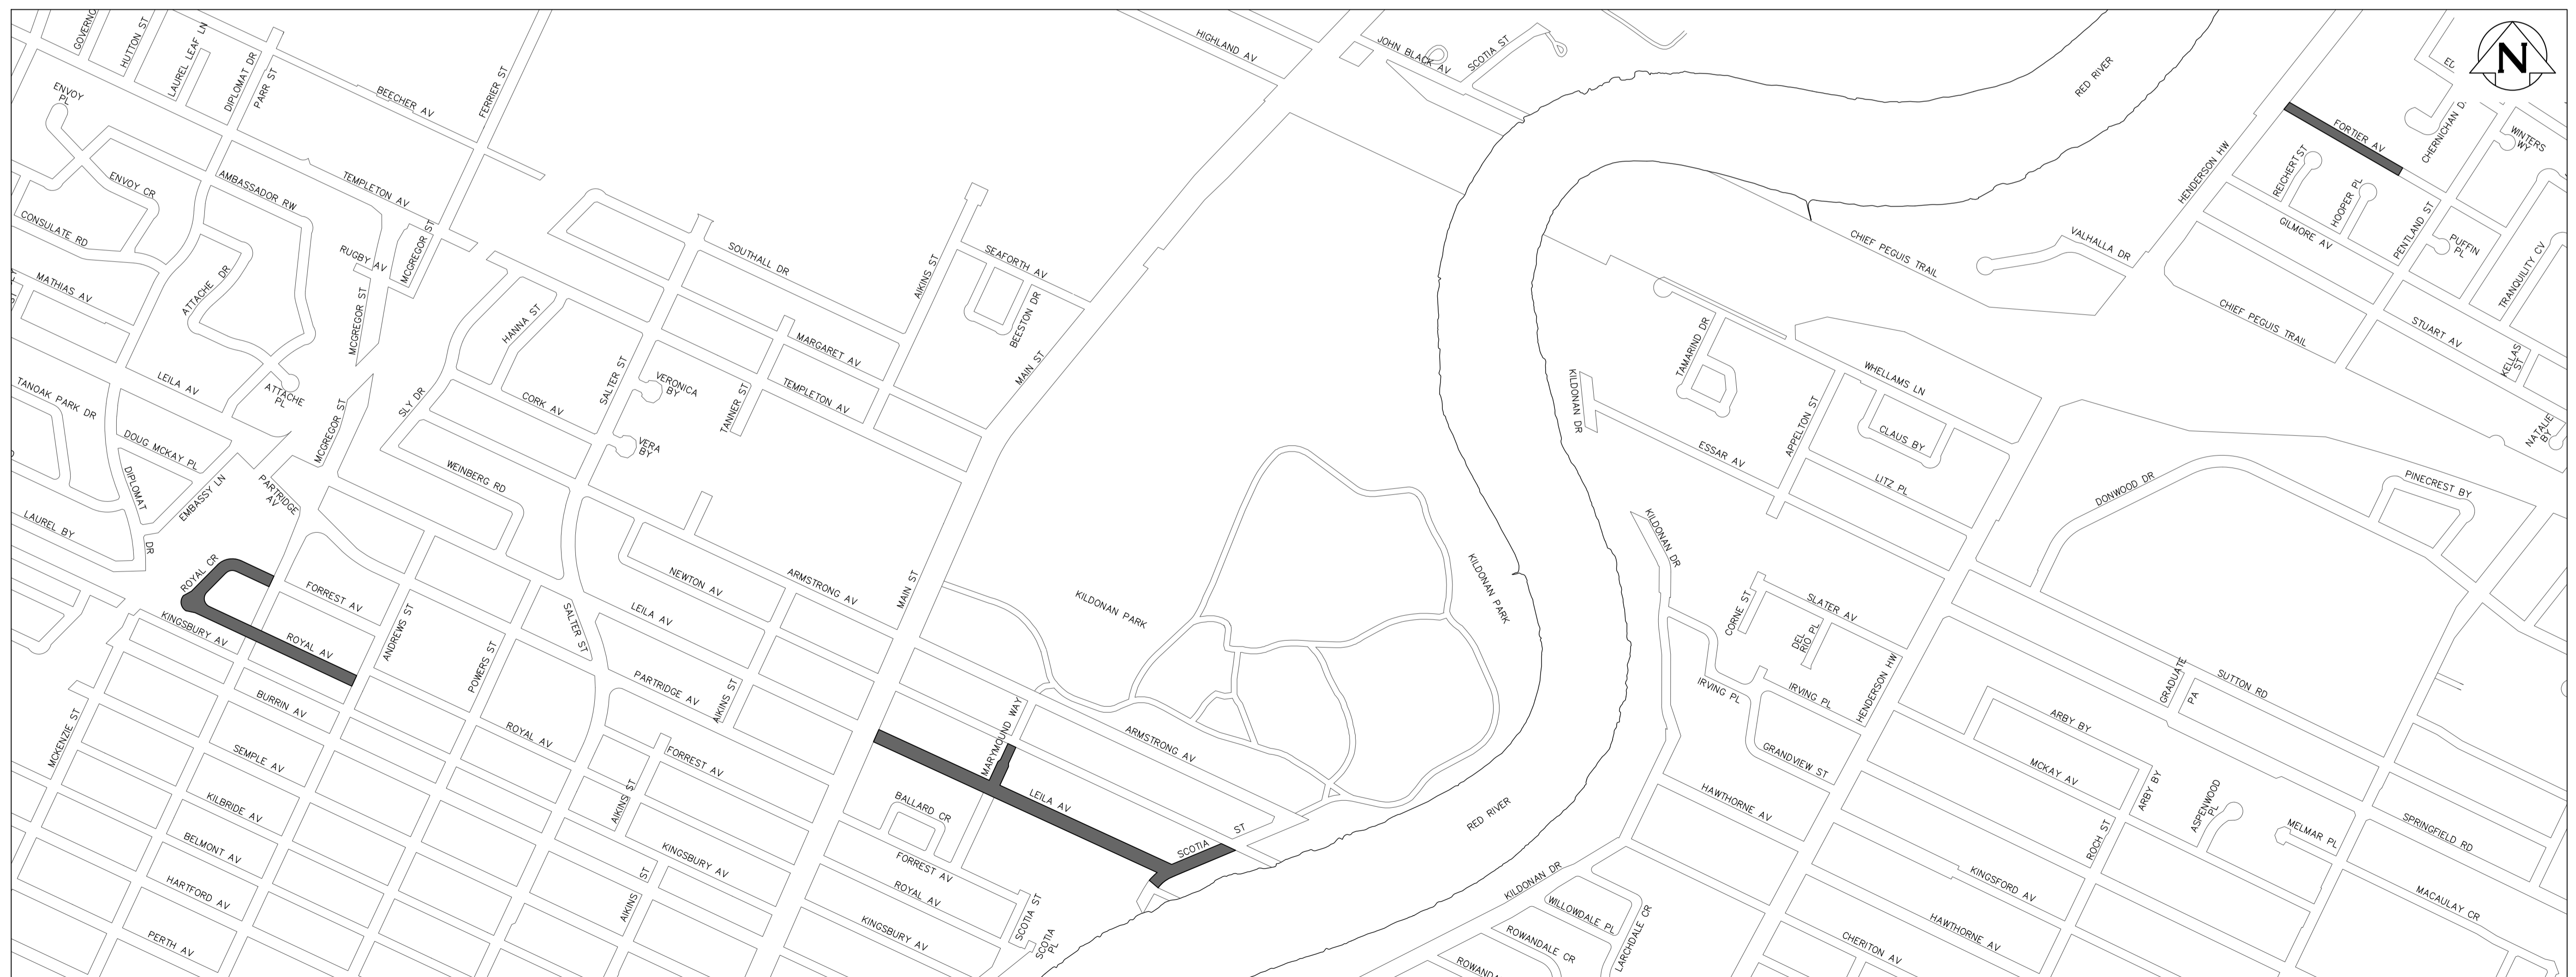 GOVERNO
HUTTON ST
LAUREL LEAF LN
DIPLOMAT DR
PARR ST
BEECHER AV
FERRIER ST
HIGHLAND AV
JOHN BLACK AV
SCOTIA ST
RED RIVER
N
ENVOY
PL
ENVOY CR
AMBASSADOR RW
TEMPLETON AV
CONSULATE RD
RUGBY AV
MCGREGOR ST
MATHIAS AV
ATTACHE DR
MCGREGOR ST
LEILA AV
ATTACHE
PL
TANOAK PARK DR
DOUG MCKAY PL
DIPLOMAT
DR
EMBASSY LN
PARTRIDGE
AV
MCGREGOR ST
LAUREL BY
SLY DR
HANNA ST
CORK AV
SALTER ST
WEINBERG RD
SOUTHALL DR
VERONICA
BY
VERA
BY
TANNER ST
MARGARET AV
TEMPLETON AV
AIKINS ST
SEAFORTH AV
BEESTON DR
MAIN ST
ROYAL CR
FORREST AV
KINGSBURY AV
ROYAL AV
ANDREWS ST
POWERS ST
BURRIN AV
SEMPLE AV
MCKENZIE ST
KILBRIDE AV
BELMONT AV
HARTFORD AV
PERTH AV
SALTER ST
NEWTON AV
LEILA AV
ARMSTRONG AV
MAIN ST
PARTRIDGE AV
AIKINS ST
ROYAL AV
FORREST AV
AIKINS ST
KINGSBURY AV
AIKINS
ST
KILDONAN PARK
KILDONAN PARK
MARYMOUND WAY
ARMSTRONG AV
LEILA AV
SCOTIA
ST
BALLARD CR
FORREST AV
ROYAL AV
KINGSBURY AV
SCOTIA ST
SCOTIA
PL
RED RIVER
HENDERSON HW
FORTIER AV
CHERNICHAN D
WINTERS
WY
REICHERT ST
HOOPER PL
GILMORE AV
PENTLAND ST
PUFFIN
PL
TRANQUILITY CV
CHIEF PEGUIS TRAIL
VALHALLA DR
CHIEF PEGUIS TRAIL
STUART AV
KELLAS
ST
NATALIE
BY
KILDONAN DR
TAMARIND DR
WHELLAMS LN
APPELTON ST
CLAUS BY
ESSAR AV
LITZ PL
DONWOOD DR
PINECREST BY
KILDONAN DR
CORNE ST
SLATER AV
DEL
RIO PL
IRVING PL
IRVING PL
HENDERSON HW
GRANDVIEW ST
HAWTHORNE AV
GRADUATE
PA
SUTTON RD
ARBY BY
MCKAY AV
ARBY BY
ASPENWOOD
PL
MELMAR PL
SPRINGFIELD RD
ROCH ST
KINGSFORD AV
MACAULAY CR
HAWTHORNE AV
CHERITON AV
KILDONAN DR
WILLOWDALE PL
ROWANDALE CR
LARCHDALE CR
ROWANDA